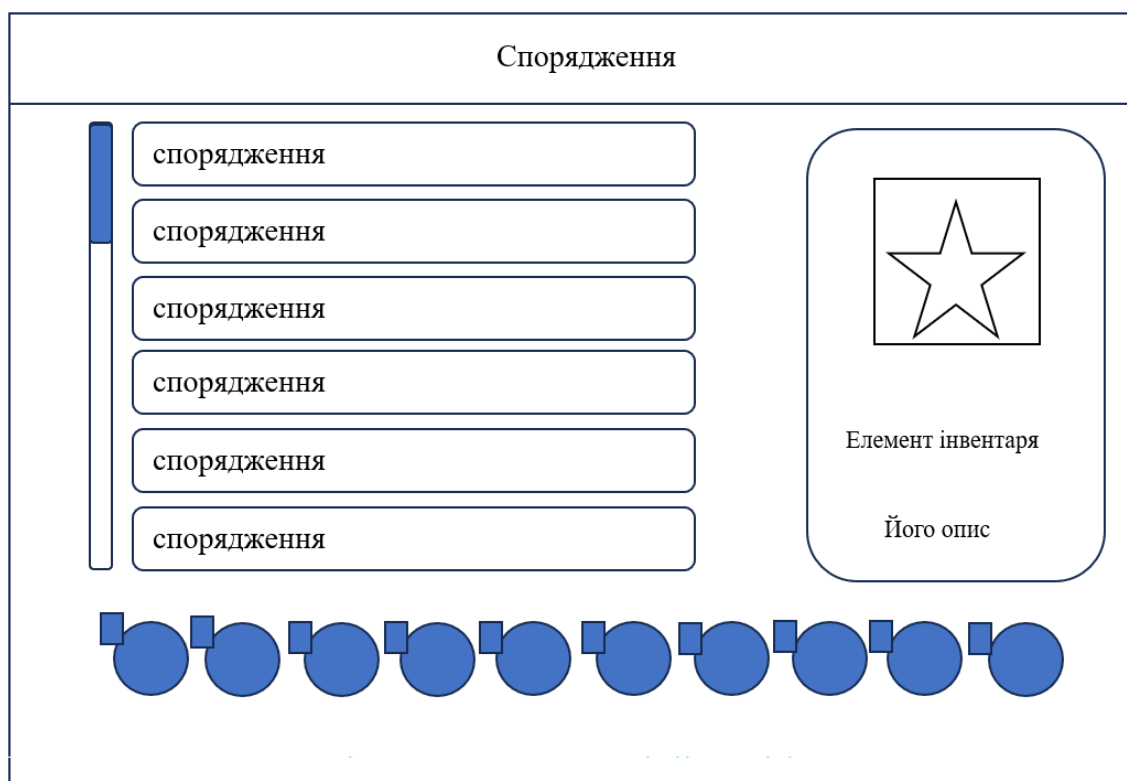 Спорядження
спорядження
спорядження
спорядження
спорядження
спорядження
спорядження
Елемент інвентаря
Його опис